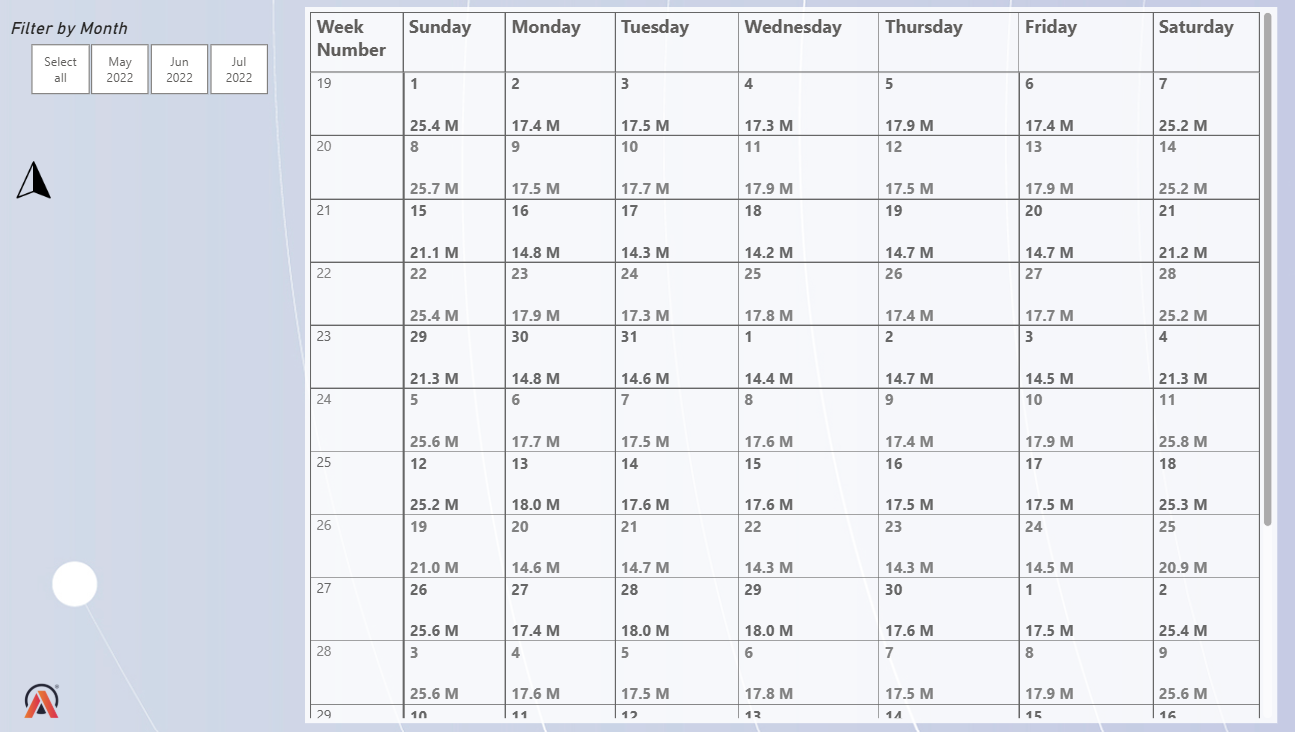 Filter by Month
Select all
May 2022
Jun 2022
Jul 2022
Week Number Sunday Monday Tuesday Wednesday Thursday Friday Saturday
19 1 2 3 4 5 6 7
25.4 M 17.4 M 17.5 M 17.3 M 17.9 M 17.4 M 25.2 M
20 8 9 10 11 12 13 14
25.7 M 17.5 M 17.7 M 17.9 M 17.5 M 17.9 M 25.2 M
21 15 16 17 18 19 20 21
21.1 M 14.8 M 14.3 M 14.2 M 14.7 M 14.7 M 21.2 M
22 22 23 24 25 26 27 28
25.4 M 17.9 M 17.3 M 17.8 M 17.4 M 17.7 M 25.2 M
23 29 30 31 1 2 3 4
21.3 M 14.8 M 14.6 M 14.4 M 14.7 M 14.5 M 21.3 M
24 5 6 7 8 9 10 11
25.6 M 17.7 M 17.5 M 17.6 M 17.4 M 17.9 M 25.8 M
25 12 13 14 15 16 17 18
25.2 M 18.0 M 17.6 M 17.6 M 17.5 M 17.5 M 25.3 M
26 19 20 21 22 23 24 25
21.0 M 14.6 M 14.7 M 14.3 M 14.3 M 14.5 M 20.9 M
27 26 27 28 29 30 1 2
25.6 M 17.4 M 18.0 M 18.0 M 17.6 M 17.5 M 25.4 M
28 3 4 5 6 7 8 9
25.6 M 17.6 M 17.5 M 17.8 M 17.5 M 17.9 M 25.6 M
29 10 11 12 13 14 15 16